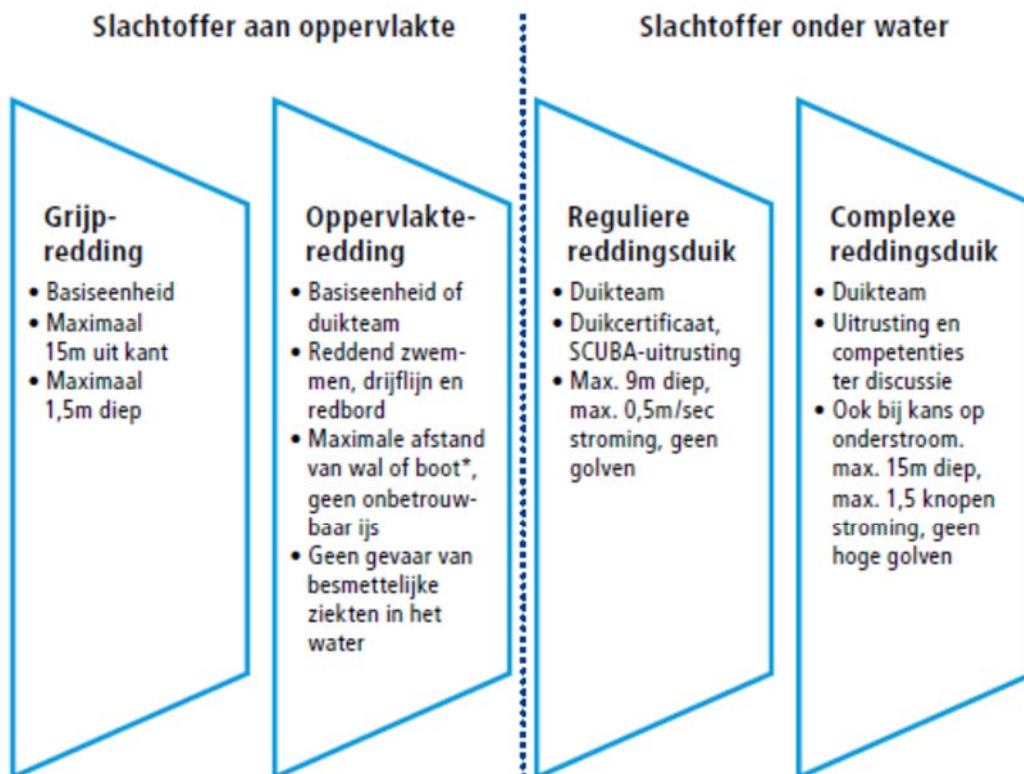 Slachtoffer aan oppervlakte
Slachtoffer onder water
Grijp-
redding
• Basiseenheid
• Maximaal
15m uit kant
• Maximaal
1,5m diep
Oppervlakte-
redding
• Basiseenheid of
duikteam
• Reddend zwem-
men, drijflijn en
redbord
• Maximale afstand
van wal of boot*,
geen onbetrouw-
baar ijs
• Geen gevaar van
besmettelijke
ziekten in het
water
Reguliere
reddingsduik
• Duikteam
• Duikcertificaat,
SCUBA-uitrusting
• Max. 9m diep,
max. 0,5m/sec
stroming, geen
golven
Complexe
reddingsduik
• Duikteam
• Uitrusting en
competenties
ter discussie
• Ook bij kans op
onderstroom.
max. 15m diep,
max. 1,5 knopen
stroming, geen
hoge golven